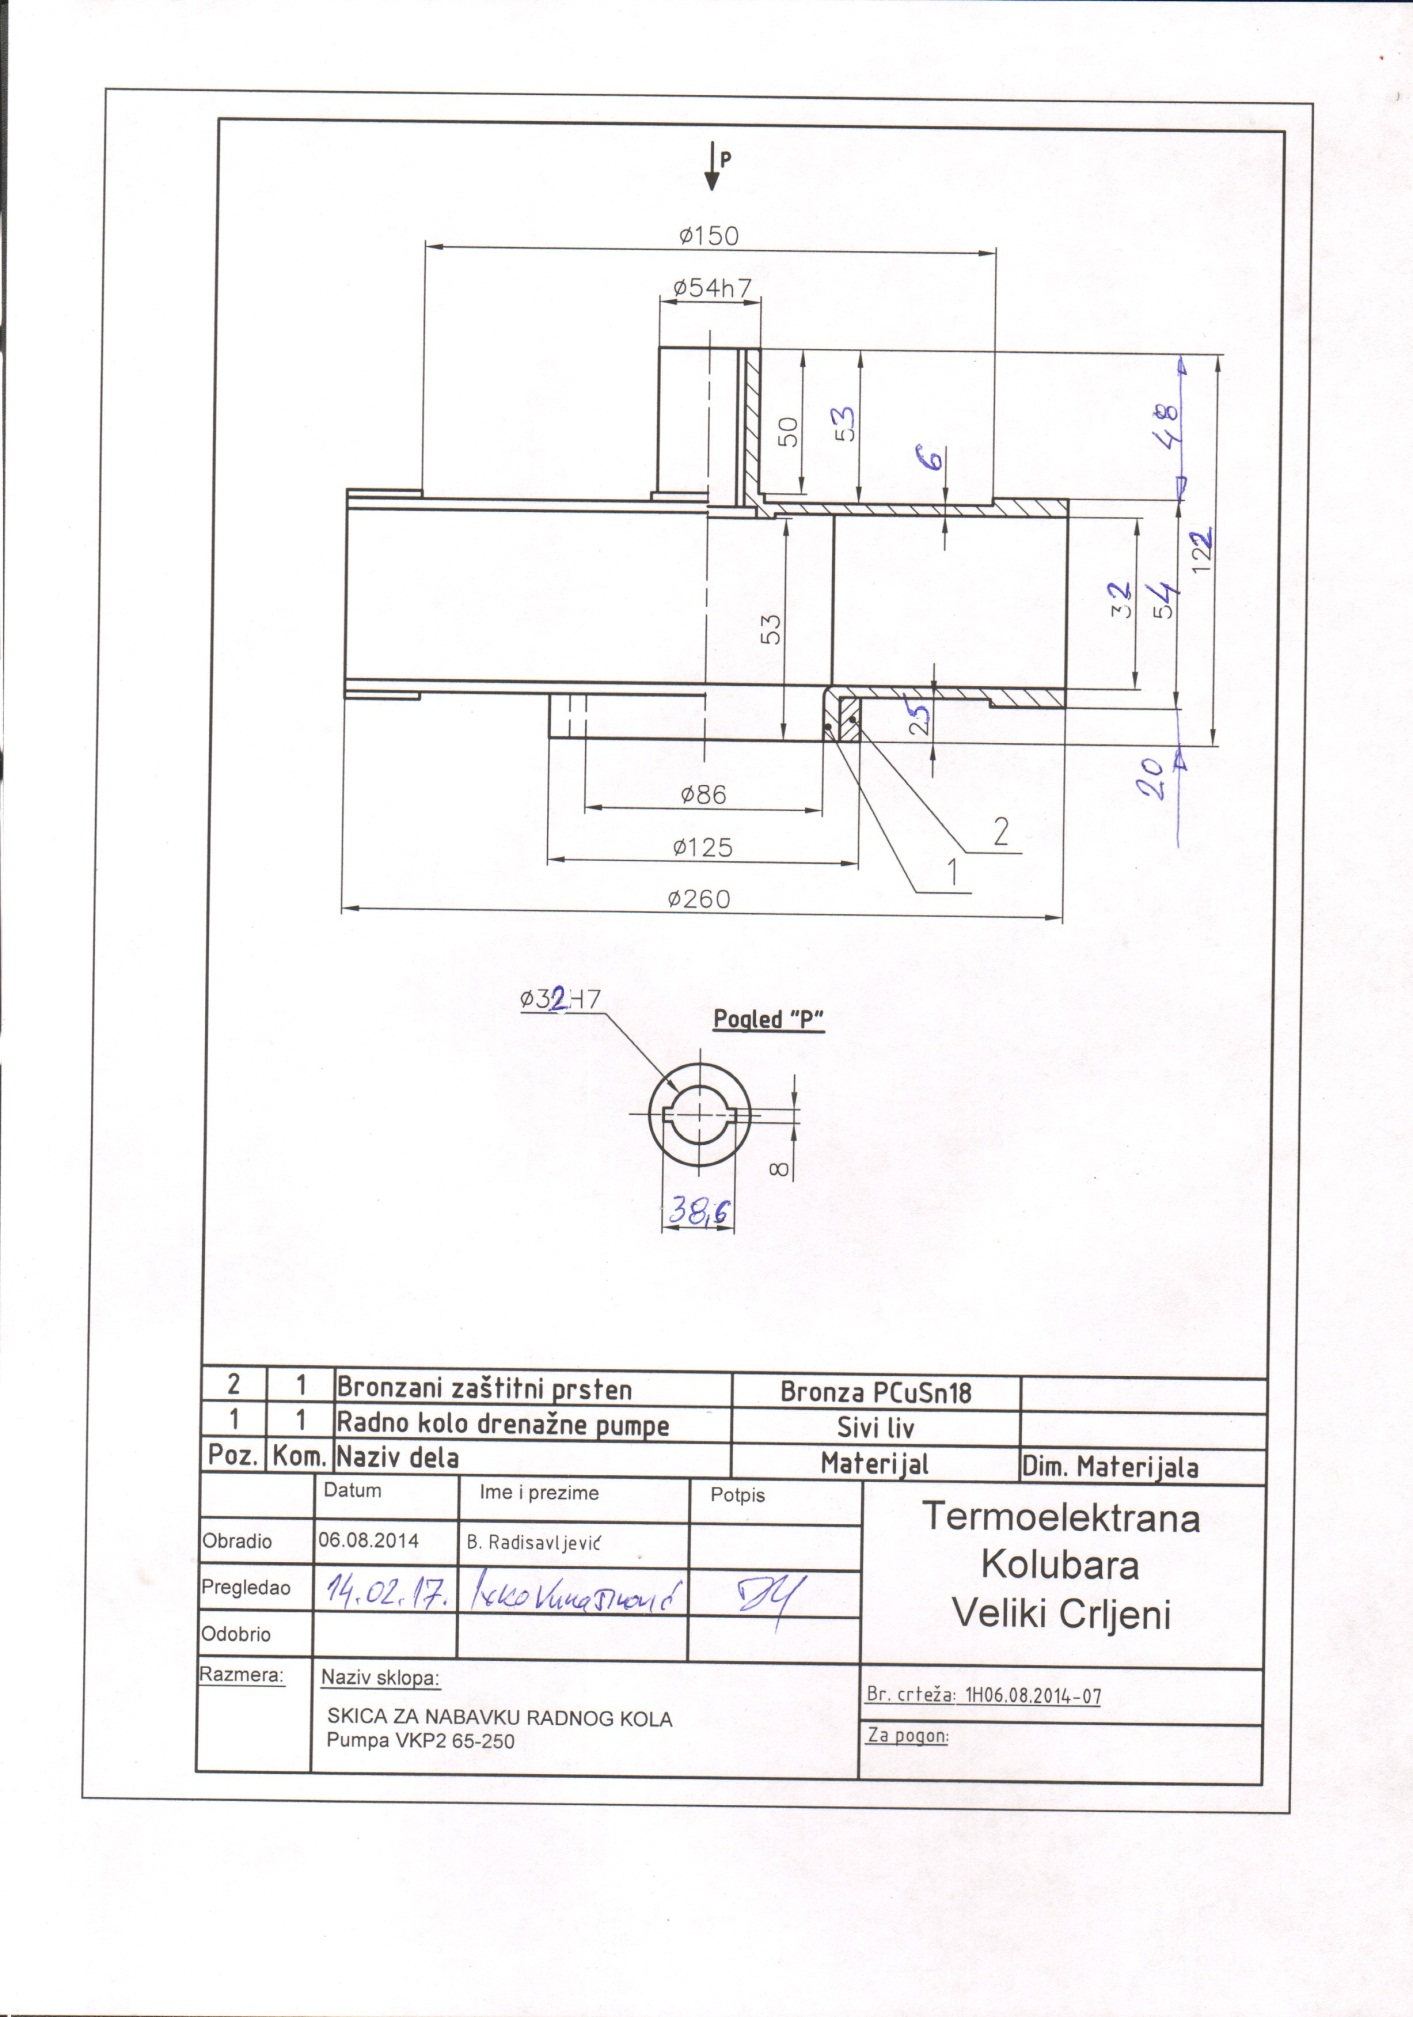 P
ø150
ø54h7
50
53
6
48
122
53
32
54
25
20
ø86
ø125
ø260
2
1
ø32H7
Pogled "P"
8
38,6
2 1 Bronzani zaštitni prsten Bronza PCuSn18
1 1 Radno kolo drenažne pumpe Sivi liv
Poz. Kom. Naziv dela Materijal Dim. Materijala
Datum Ime i prezime Potpis
Obradio 06.08.2014 B. Radisavljević
Pregledao 14.02.17.
Odobrio
Termoelektrana
Kolubara
Veliki Crljeni
Razmera: Naziv sklopa:
SKICA ZA NABAVKU RADNOG KOLA
Pumpa VKP2 65-250
Br. crteža: 1H06.08.2014-07
Za pogon: